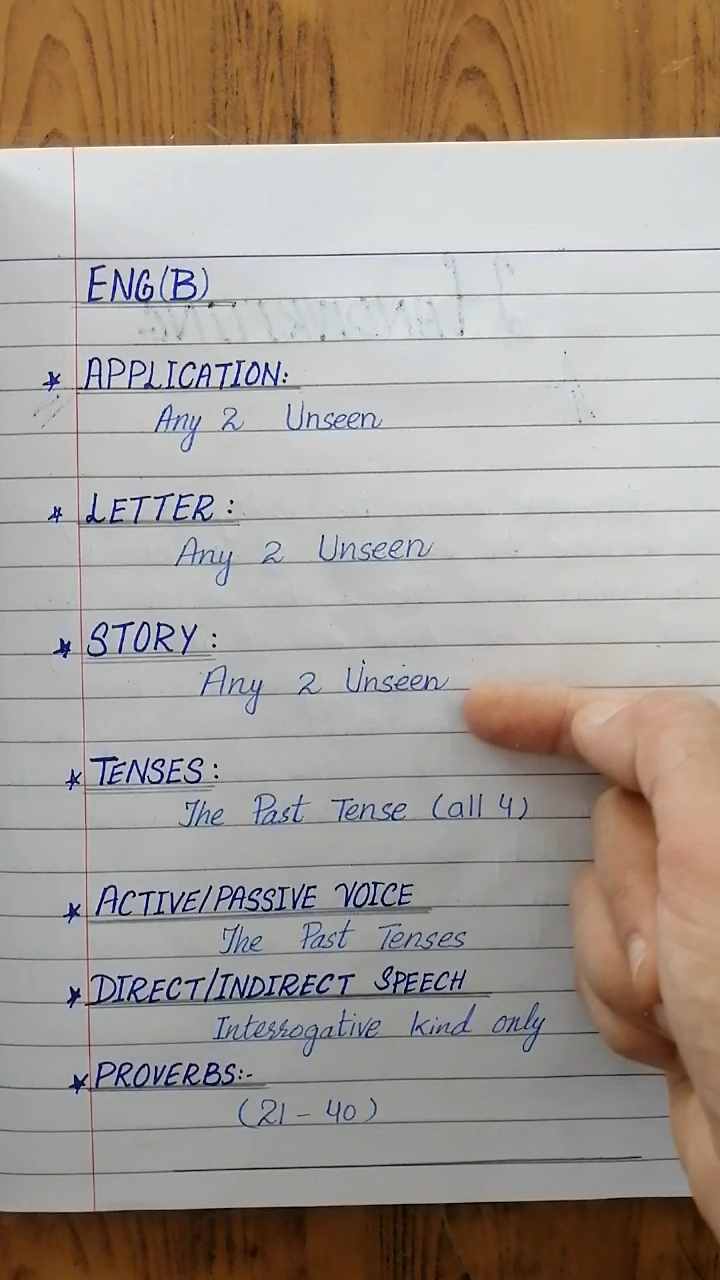 ENG(B)
* APPLICATION:
Any 2 Unseen
* LETTER:
Any 2 Unseen
* STORY:
Any 2 Unseen
* TENSES:
The Past Tense (all 4)
* ACTIVE/PASSIVE VOICE
The Past Tenses
* DIRECT/INDIRECT SPEECH
Interrogative kind only
* PROVERBS:-
(21 - 40)